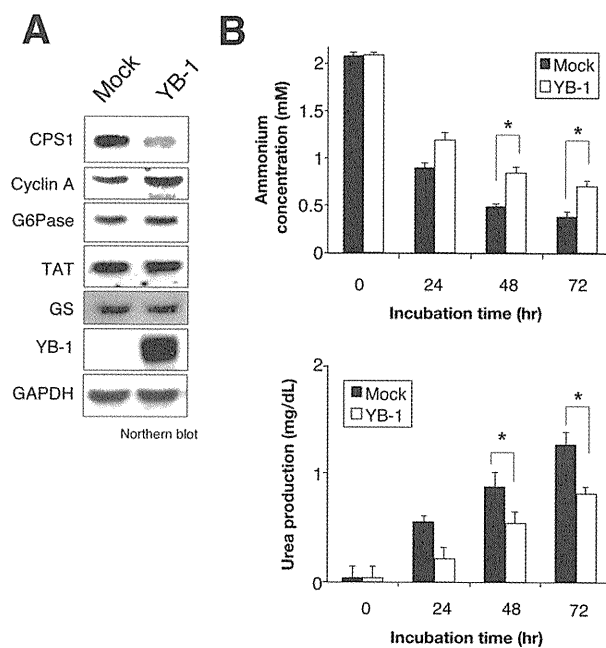 A
Mock YB-1
CPS1
Cyclin A
G6Pase
TAT
GS
YB-1
GAPDH
Northern blot
B
Ammonium
concentration (mM)
2
1.5
1
0.5
0
Mock
YB-1
*
*
0 24 48 72
Incubation time (hr)
Urea production (mg/dL)
2
1
0
Mock
YB-1
*
*
0 24 48 72
Incubation time (hr)